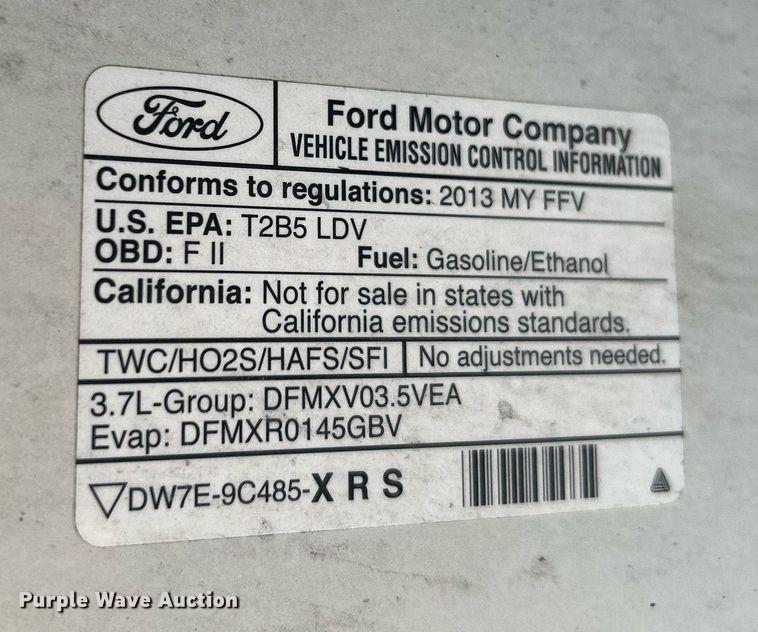 Ford
Ford Motor Company
VEHICLE EMISSION CONTROL INFORMATION
Conforms to regulations: 2013 MY FFV
U.S. EPA: T2B5 LDV
OBD: F II Fuel: Gasoline/Ethanol
California: Not for sale in states with
California emissions standards.
TWC/HO2S/HAFS/SFI No adjustments needed.
3.7L-Group: DFMXV03.5VEA
Evap: DFMXR0145GBV
DW7E-9C485-X R S
Purple Wave Auction